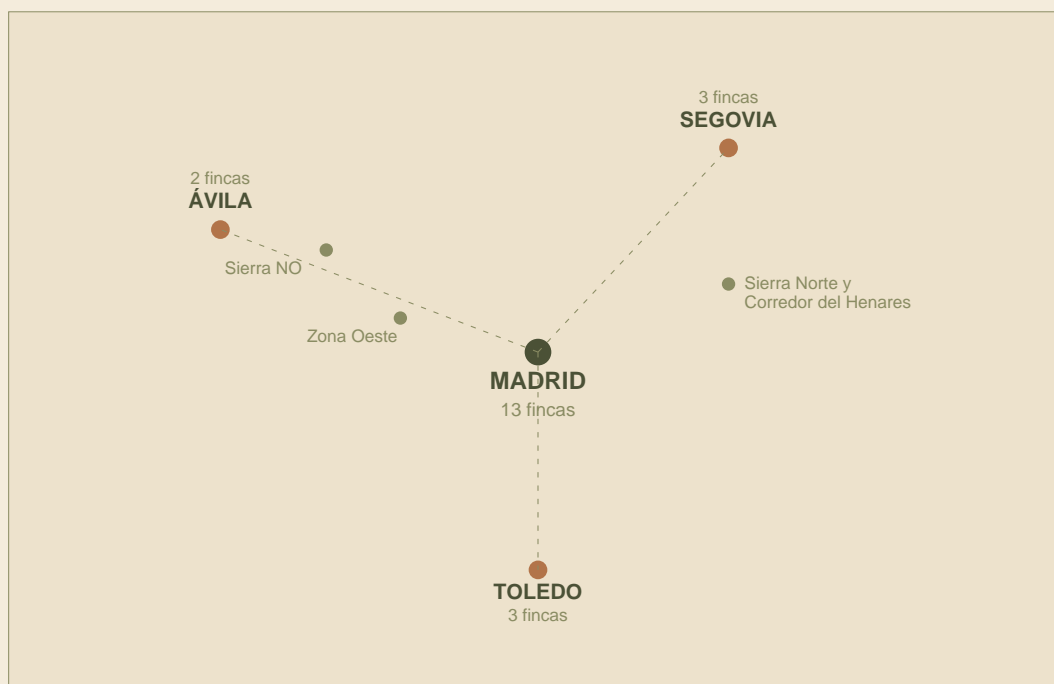 3 fincas
SEGOVIA
2 fincas
ÁVILA
Sierra NO
Sierra Norte y
Corredor del Henares
Zona Oeste
MADRID
13 fincas
TOLEDO
3 fincas